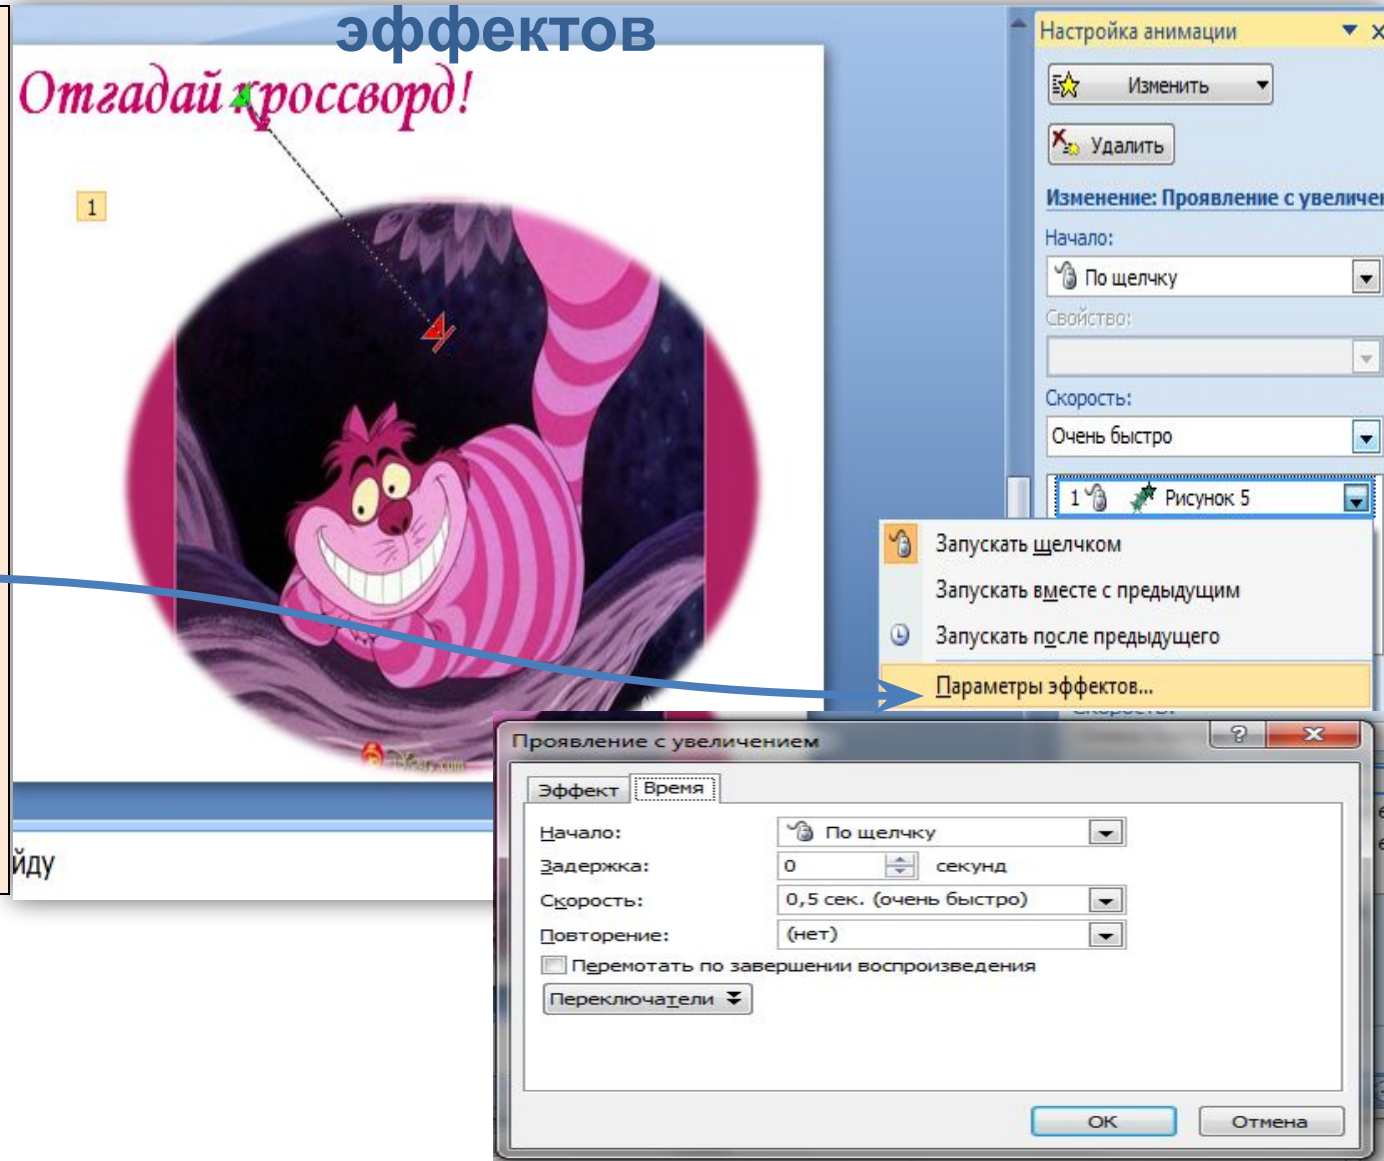 эффектов
Отгадай кроссворд!
1
йду
Настройка анимации
Изменить
Удалить
Изменение: Проявление с увеличен
Начало:
По щелчку
Свойство:
Скорость:
Очень быстро
1 Рисунок 5
Запускать щелчком
Запускать вместе с предыдущим
Запускать после предыдущего
Параметры эффектов...
Скорость:
Проявление с увеличением
Эффект Время
Начало: По щелчку
Задержка: 0 секунд
Скорость: 0,5 сек. (очень быстро)
Повторение: (нет)
Перемотать по завершении воспроизведения
Переключатели
ОК Отмена